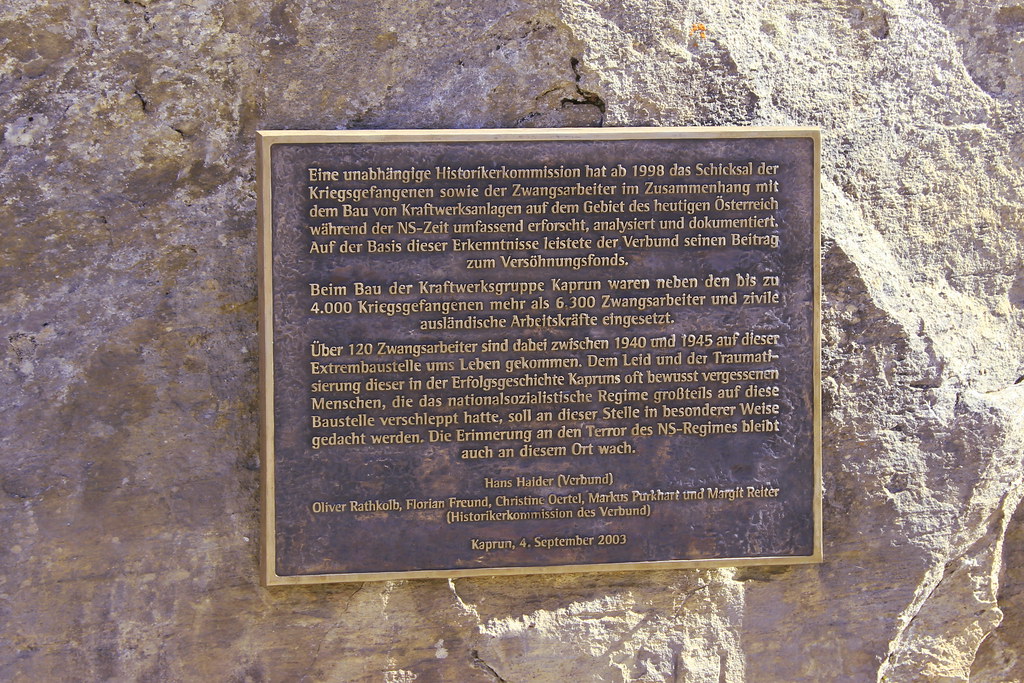 Eine unabhängige Historikerkommission hat ab 1998 das Schicksal der
Kriegsgefangenen sowie der Zwangsarbeiter im Zusammenhang mit
dem Bau von Kraftwerksanlagen auf dem Gebiet des heutigen Österreich
während der NS-Zeit umfassend erforscht, analysiert und dokumentiert.
Auf der Basis dieser Erkenntnisse leistete der Verbund seinen Beitrag
zum Versöhnungsfonds.
Beim Bau der Kraftwerksgruppe Kaprun waren neben den bis zu
4.000 Kriegsgefangenen mehr als 6.300 Zwangsarbeiter und zivile
ausländische Arbeitskräfte eingesetzt.
Über 120 Zwangsarbeiter sind dabei zwischen 1940 und 1945 auf dieser
Extrembaustelle ums Leben gekommen. Dem Leid und der Traumati-
sierung dieser in der Erfolgsgeschichte Kapruns oft bewusst vergessenen
Menschen, die das nationalsozialistische Regime großteils auf diese
Baustelle verschleppt hatte, soll an dieser Stelle in besonderer Weise
gedacht werden. Die Erinnerung an den Terror des NS-Regimes bleibt
auch an diesem Ort wach.
Hans Haider (Verbund)
Oliver Rathkolb, Florian Freund, Christine Oertel, Markus Purkhart und Margit Reiter
(Historikerkommission des Verbund)
Kaprun, 4. September 2003